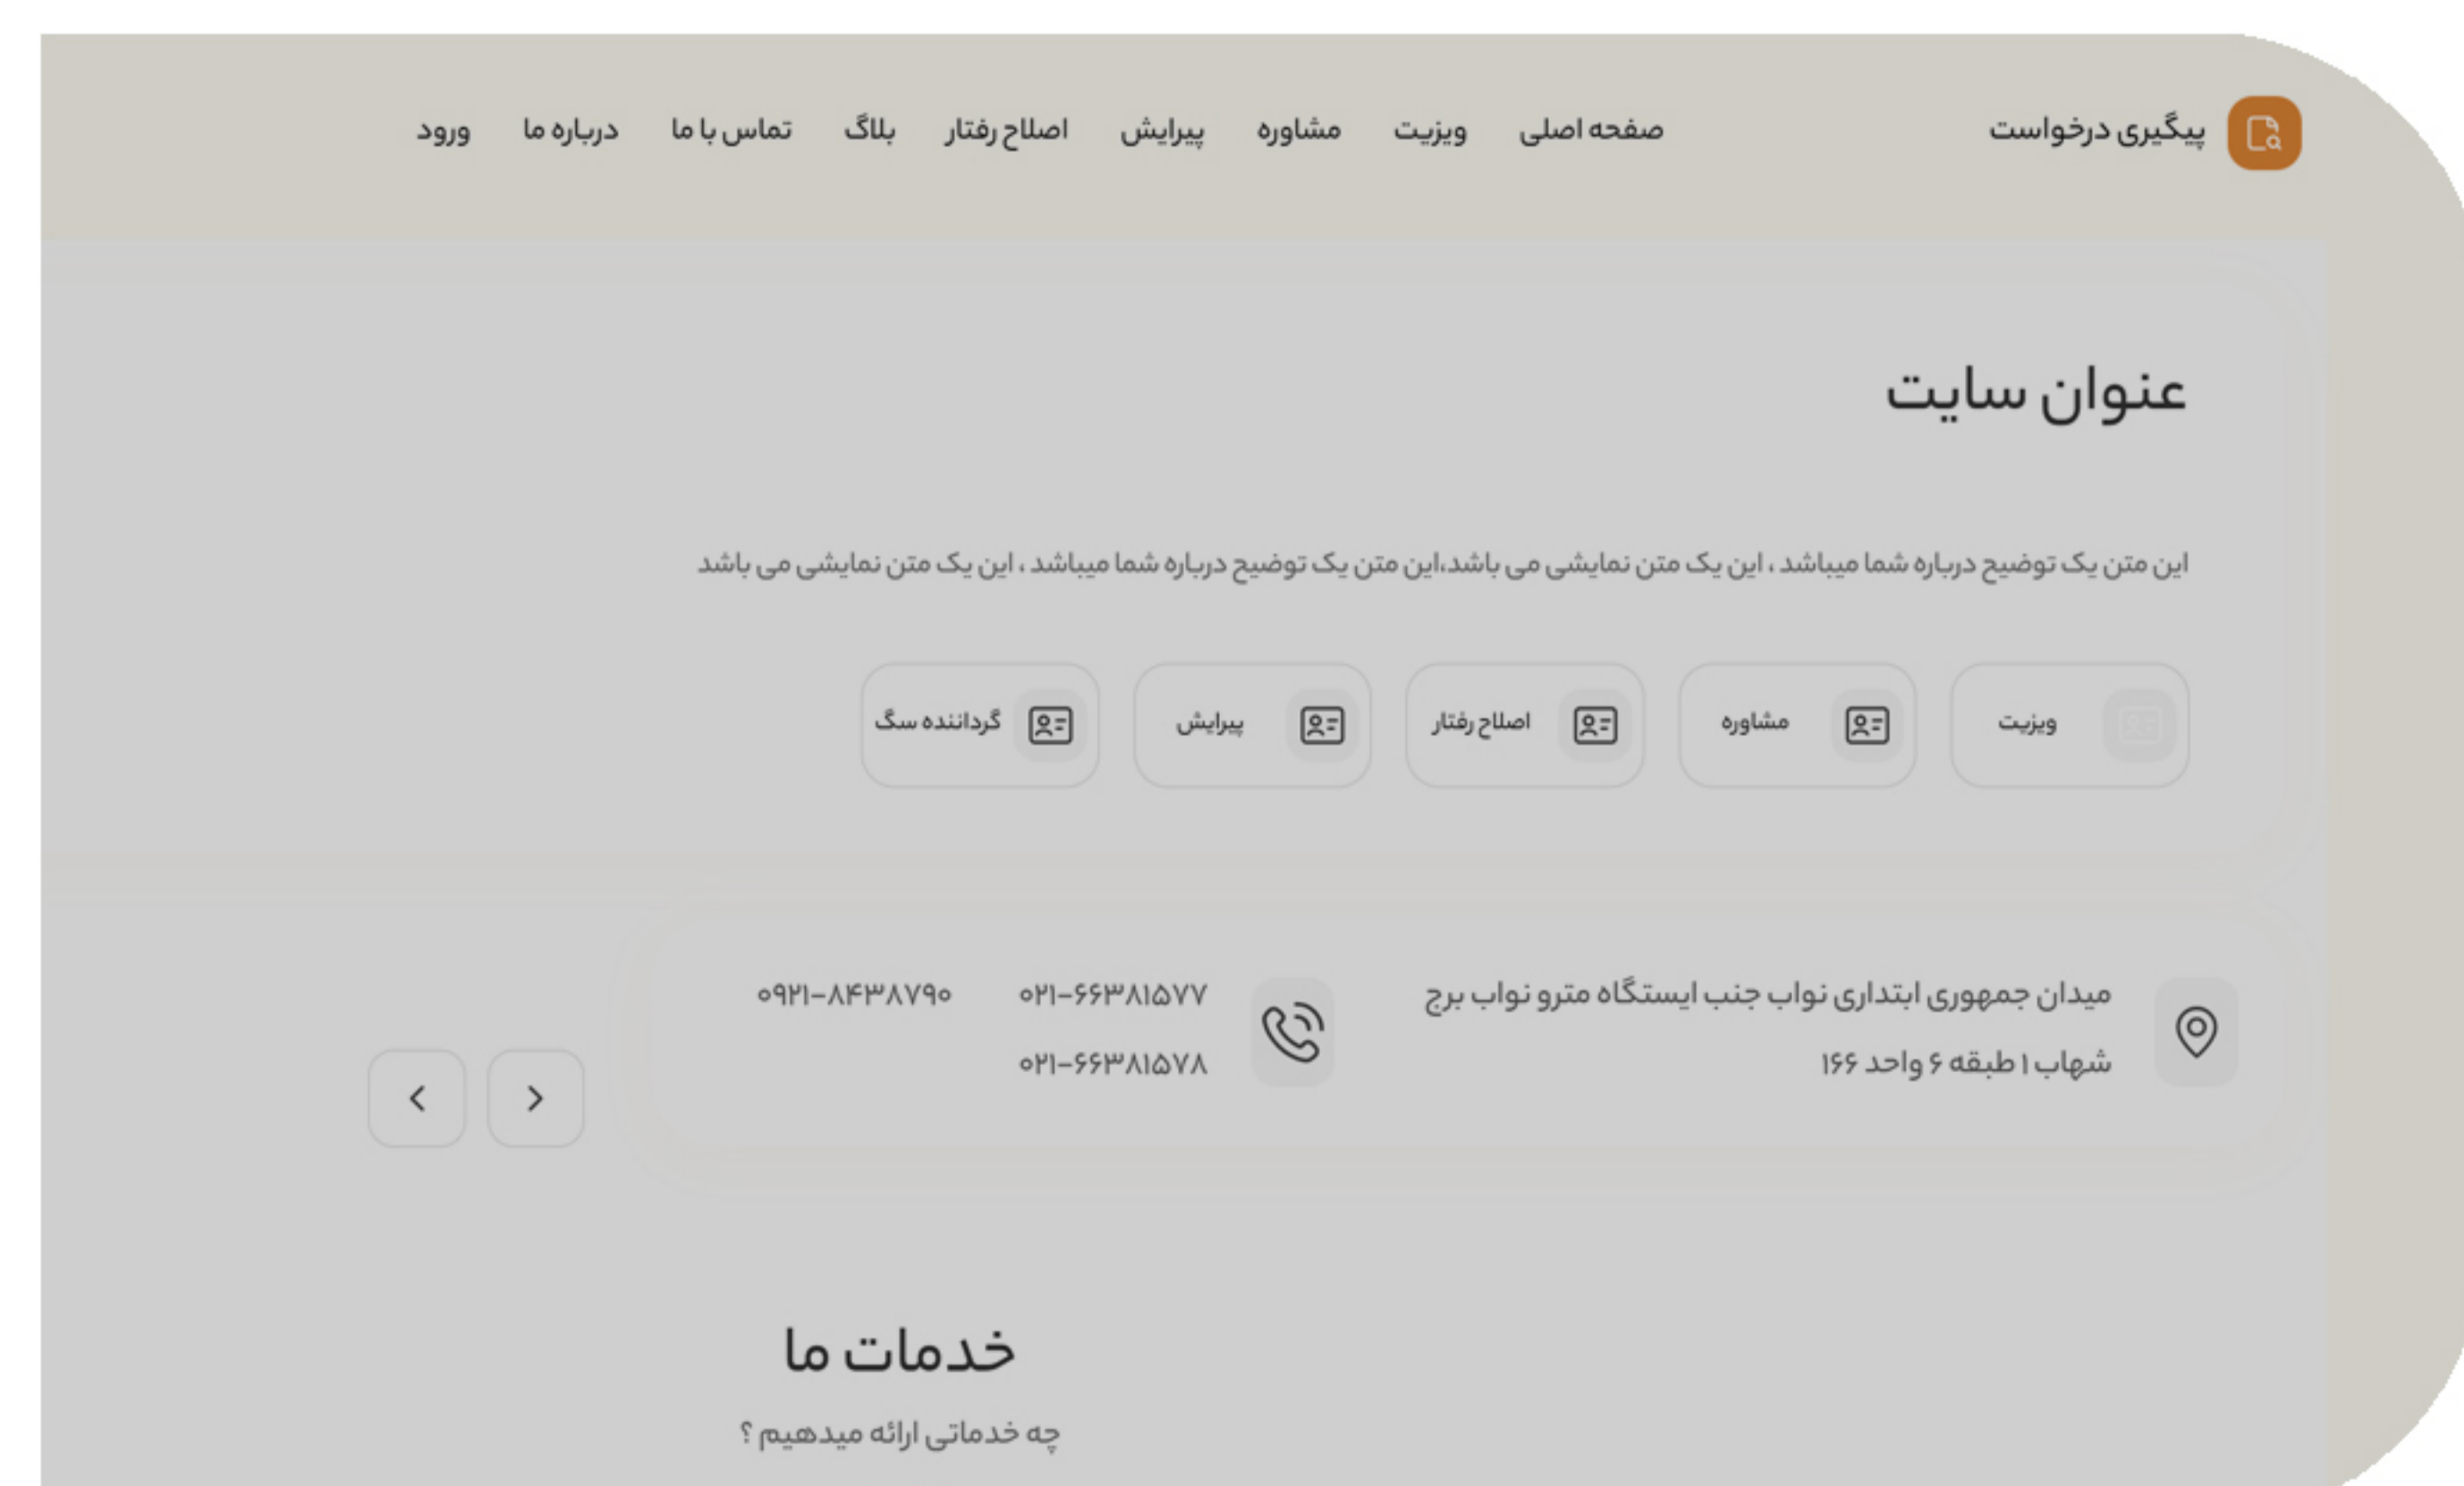 پیگیری درخواست
صفحه اصلی ویزیت مشاوره پیرایش اصلاح رفتار بلاگ تماس با ما درباره ما ورود
عنوان سایت
این متن یک توضیح درباره شما میباشد ، این یک متن نمایشی می باشد،این متن یک توضیح درباره شما میباشد ، این یک متن نمایشی می باشد
ویزیت مشاوره اصلاح رفتار پیرایش گرداننده سگ
میدان جمهوری ابتداری نواب جنب ایستگاه مترو نواب برج
شهاب ۱ طبقه ۶ واحد ۱۶۶
۰۲۱-۶۶۳۸۱۵۷۷ ۰۹۲۱-۸۴۳۸۷۹۰
۰۲۱-۶۶۳۸۱۵۷۸
خدمات ما
چه خدماتی ارائه میدهیم ؟